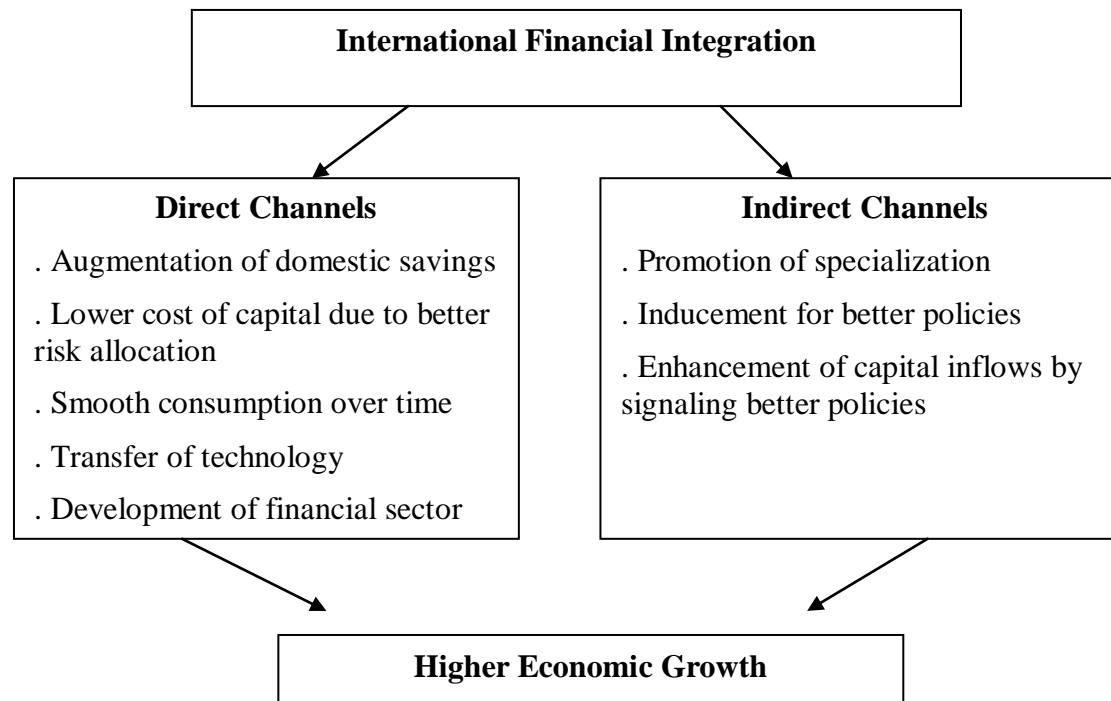 International Financial Integration
Direct Channels
. Augmentation of domestic savings
. Lower cost of capital due to better
risk allocation
. Smooth consumption over time
. Transfer of technology
. Development of financial sector
Indirect Channels
. Promotion of specialization
. Inducement for better policies
. Enhancement of capital inflows by
signaling better policies
Higher Economic Growth